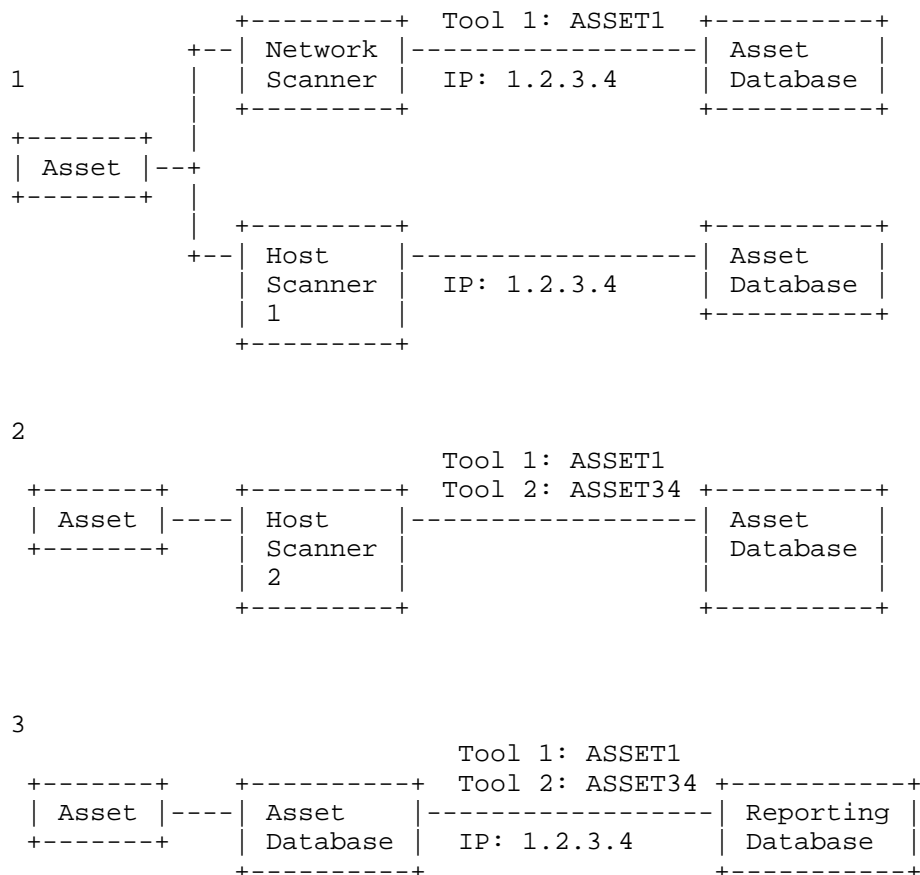 Tool 1: ASSET1
Network Asset
1 Scanner IP: 1.2.3.4 Database
Asset
Host Asset
Scanner IP: 1.2.3.4 Database
1
2
Tool 1: ASSET1
Tool 2: ASSET34
Asset Host Asset
Scanner Database
2
3
Tool 1: ASSET1
Tool 2: ASSET34
Asset Asset Reporting
Database IP: 1.2.3.4 Database